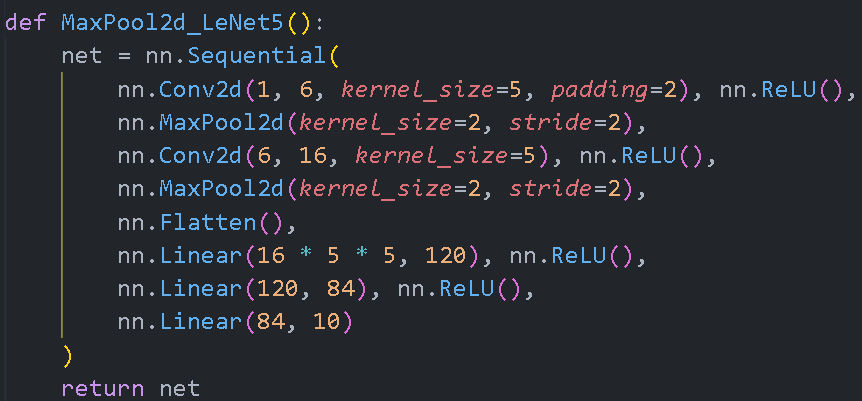 def MaxPool2d_LeNet5():
    net = nn.Sequential(
        nn.Conv2d(1, 6, kernel_size=5, padding=2), nn.ReLU(),
        nn.MaxPool2d(kernel_size=2, stride=2),
        nn.Conv2d(6, 16, kernel_size=5), nn.ReLU(),
        nn.MaxPool2d(kernel_size=2, stride=2),
        nn.Flatten(),
        nn.Linear(16 * 5 * 5, 120), nn.ReLU(),
        nn.Linear(120, 84), nn.ReLU(),
        nn.Linear(84, 10)
    )
    return net